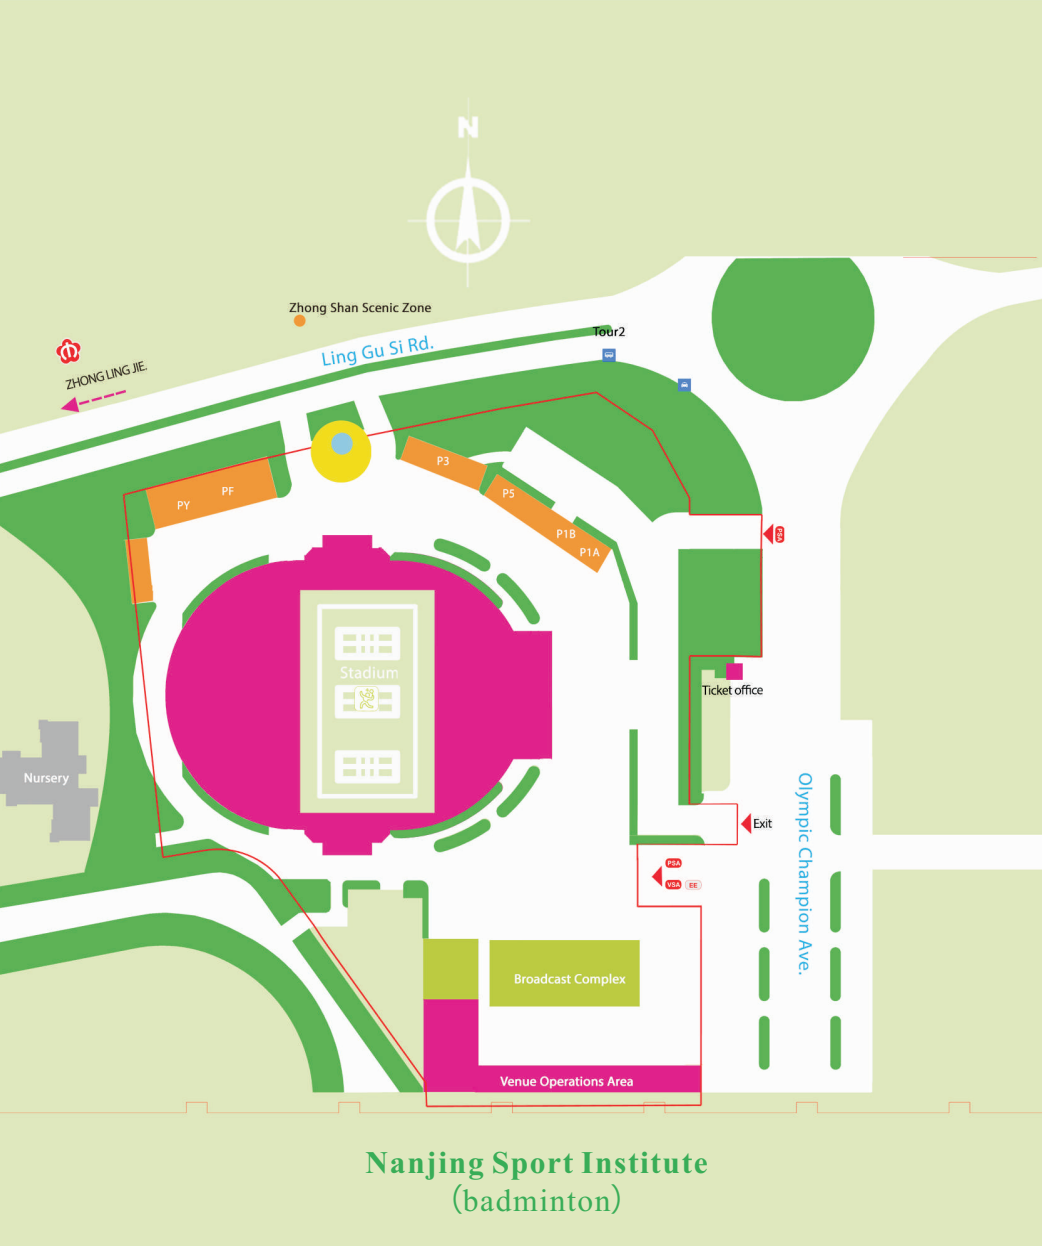 N
Zhong Shan Scenic Zone
Tour2
Ling Gu Si Rd.
ZHONG LING JIE.
P3
PF
PY
P5
P1B
P1A
PSA
Stadium
Ticket office
Nursery
Olympic Champion Ave.
Exit
PSA
VSA EE
Broadcast Complex
Venue Operations Area
Nanjing Sport Institute
(badminton)